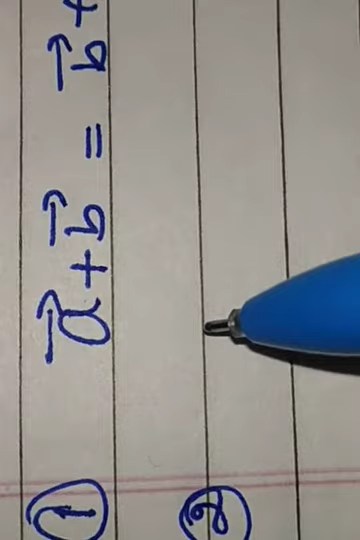 ① a⃗ + b⃗ = b⃗ +
②